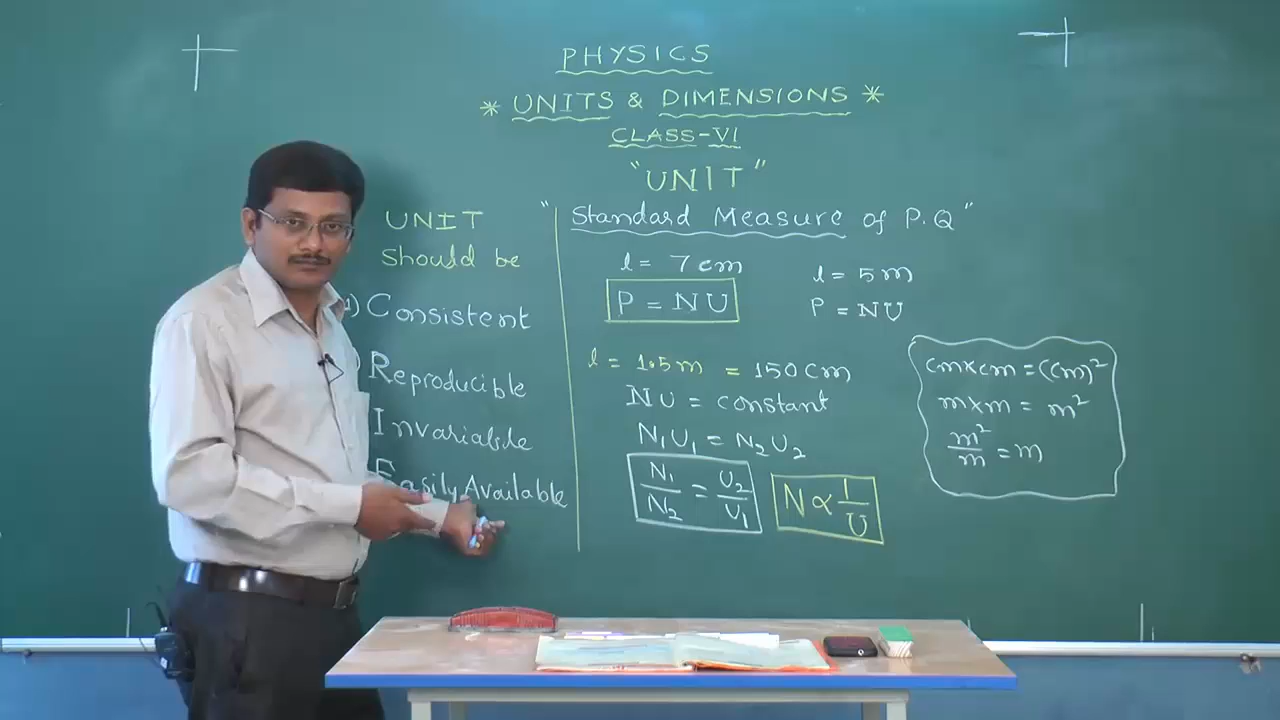 PHYSICS
* UNITS & DIMENSIONS *
CLASS-VI
"UNIT"
UNIT
should be
Consistent
Reproducible
Invariable
Easily Available
"Standard Measure of P.Q"
l = 7 cm
P = NU
l = 5 m
P = NU
l = 1.5 m = 150 cm
NU = constant
N₁U₁ = N₂U₂
N₁/N₂ = U₂/U₁
N ∝ 1/U
cm×cm = (cm)²
m×m = m²
m²/m = m